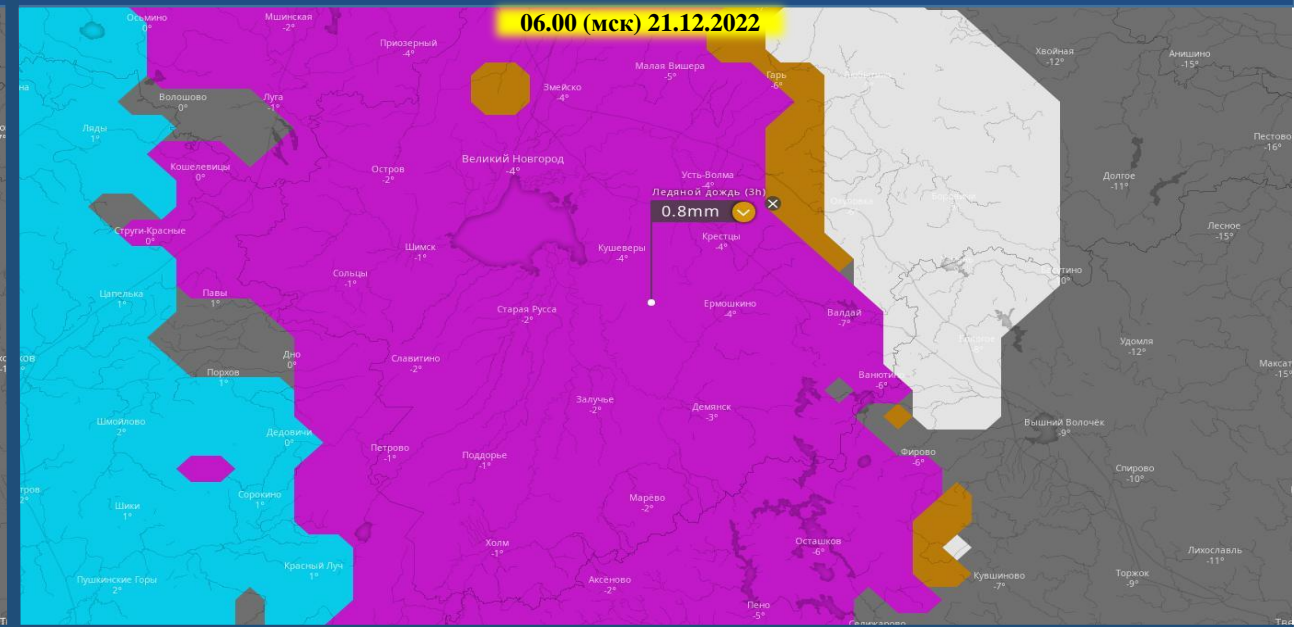 06.00 (мск) 21.12.2022
Осьмино
0°
Мшинская
-2°
Приозерный
-4°
Малая Вишера
-5°
Гарь
-6°
Хвойная
-12°
Анишино
-15°
Змейско
-4°
Волошово
0°
Луга
-1°
Ляды
1°
Пестово
-16°
Великий Новгород
-4°
Кошелевицы
0°
Остров
-2°
Усть-Волма
-4°
Долгое
-11°
Ледяной дождь (3h)
0.8mm
Струги-Красные
0°
Шимск
-1°
Кушеверы
-4°
Крестцы
-4°
Лесное
-15°
Сольцы
-1°
Цапелька
1°
Павы
1°
Старая Русса
-2°
Ермошкино
-4°
Валдай
-7°
Удомля
-12°
Дно
0°
Славитино
-2°
Порхов
1°
-6°
-15°
Залучье
-2°
Демянск
-3°
Шмойлово
2°
Дедовичи
0°
Вышний Волочёк
-9°
Петрово
-1°
Поддорье
-1°
Фирово
-6°
Спирово
-10°
Сорокино
1°
Марёво
-2°
Шики
1°
Холм
-1°
Осташков
-6°
Лихославль
-11°
Красный Луч
1°
Пушкинские Горы
2°
Аксёново
-2°
Кувшиново
-7°
Торжок
-9°
Пено
-5°
Селижарово